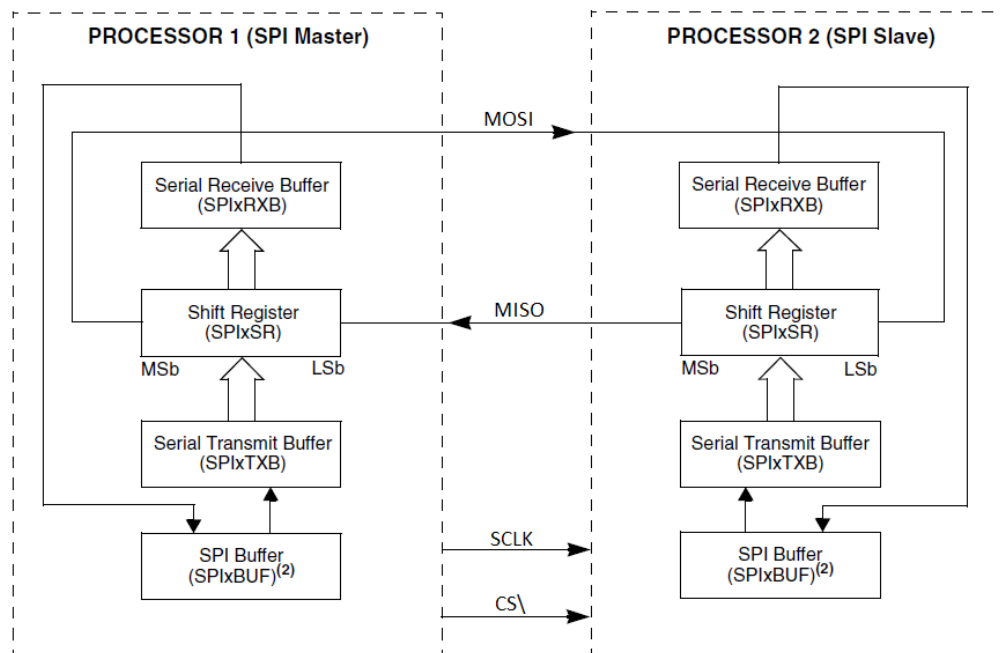 PROCESSOR 1 (SPI Master)
Serial Receive Buffer
(SPIxRXB)
Shift Register
(SPIxSR)
MSb
LSb
Serial Transmit Buffer
(SPIxTXB)
SPI Buffer
(SPIxBUF)(2)
MOSI
MISO
SCLK
CS\
PROCESSOR 2 (SPI Slave)
Serial Receive Buffer
(SPIxRXB)
Shift Register
(SPIxSR)
MSb
LSb
Serial Transmit Buffer
(SPIxTXB)
SPI Buffer
(SPIxBUF)(2)